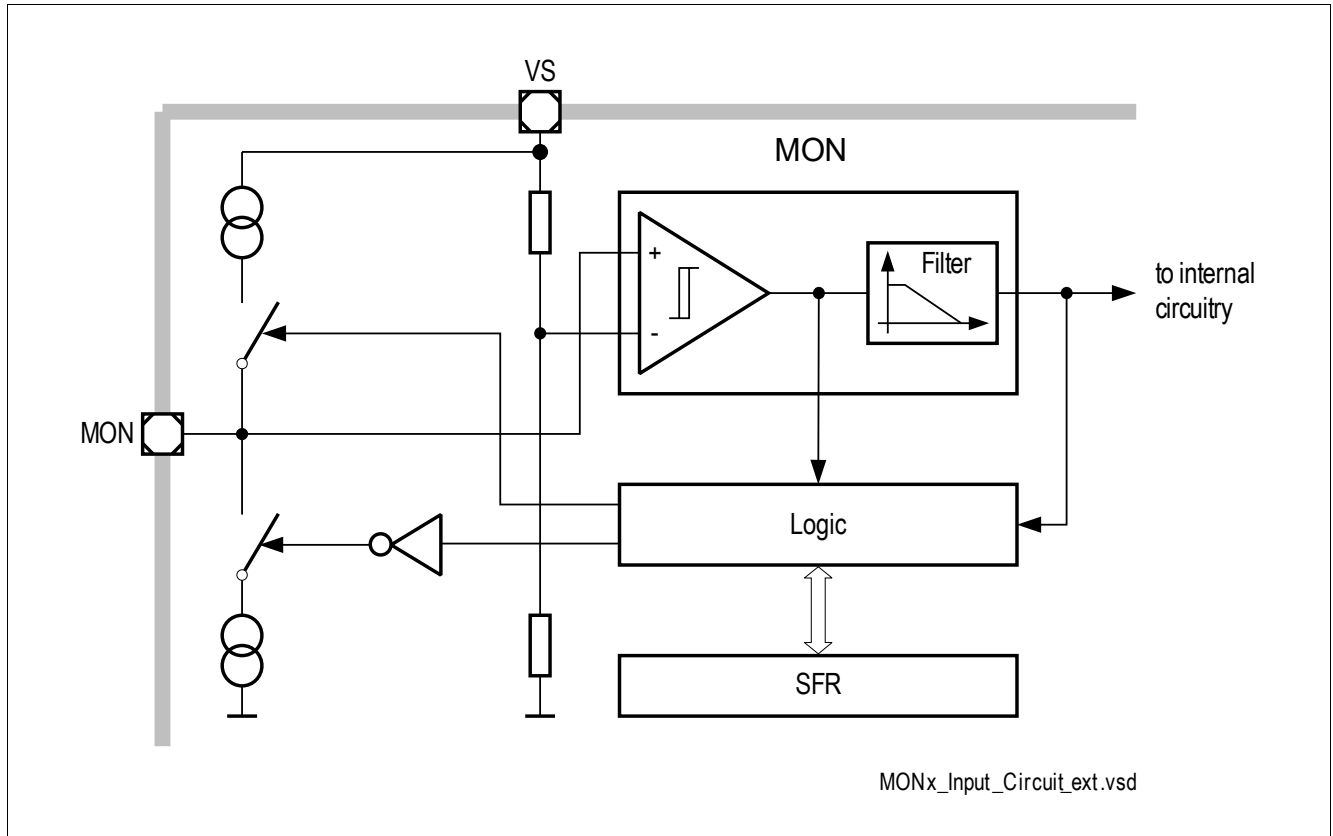 VS
MON
+
-
Filter
to internal
circuitry
MON
Logic
SFR
MONx_Input_Circuit_ext.vsd